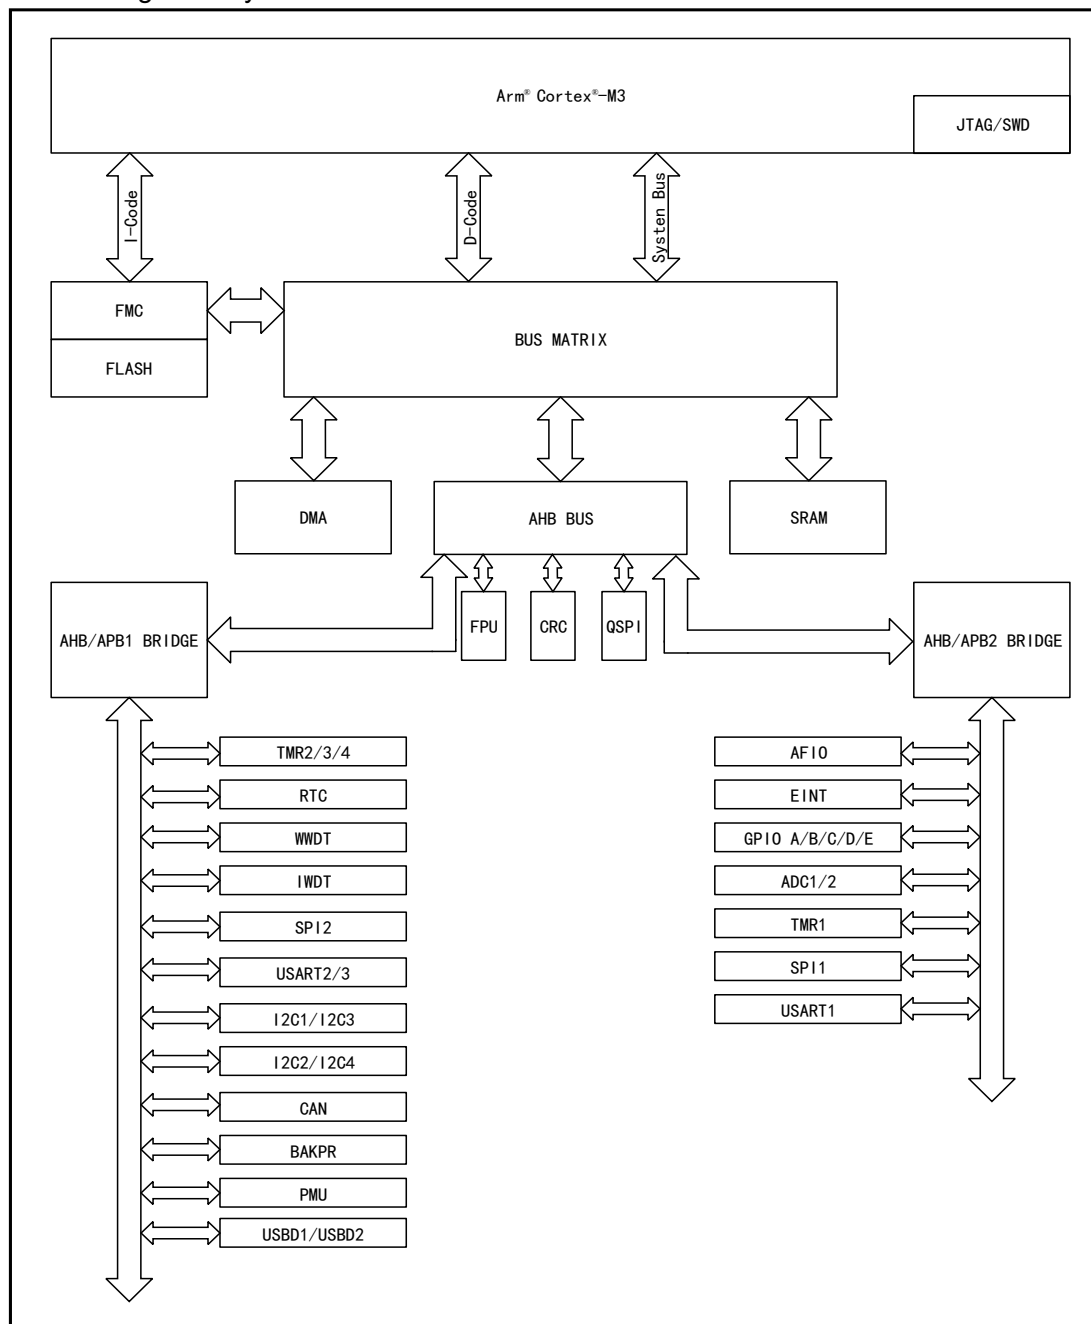 Arm® Cortex®-M3
JTAG/SWD
I-Code
D-Code
Systen Bus
FMC
FLASH
BUS MATRIX
DMA
AHB BUS
SRAM
AHB/APB1 BRIDGE
FPU
CRC
QSPI
AHB/APB2 BRIDGE
TMR2/3/4
RTC
WWDT
IWDT
SPI2
USART2/3
I2C1/I2C3
I2C2/I2C4
CAN
BAKPR
PMU
USBD1/USBD2
AFIO
EINT
GPIO A/B/C/D/E
ADC1/2
TMR1
SPI1
USART1